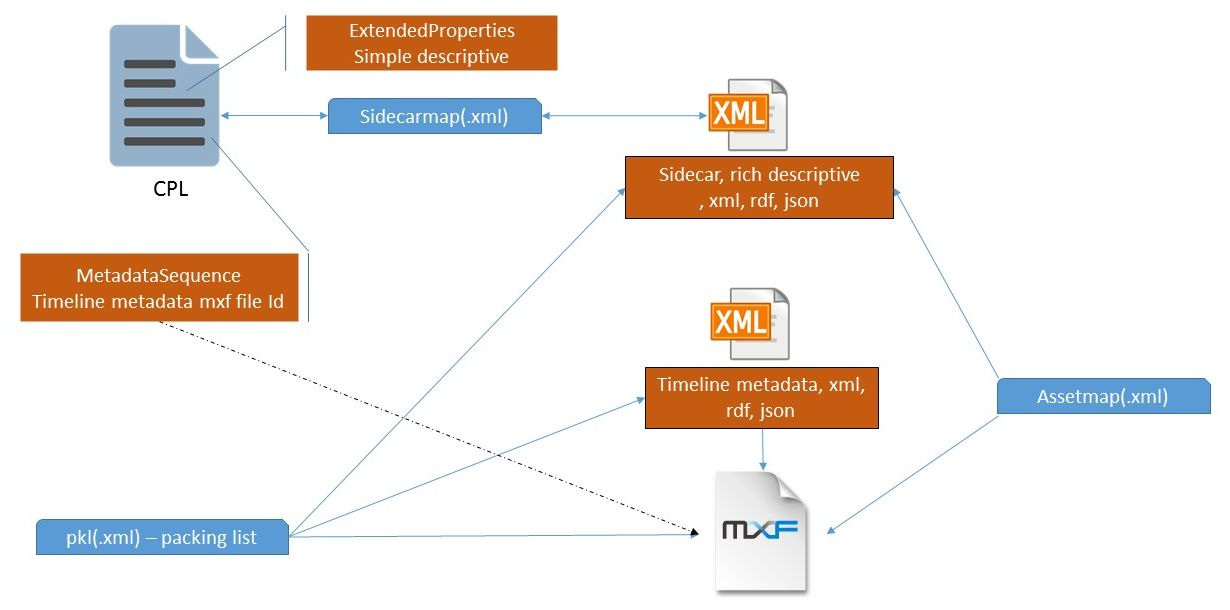 ExtendedProperties
Simple descriptive
Sidecarmap(.xml)
XML
CPL
Sidecar, rich descriptive
, xml, rdf, json
MetadataSequence
Timeline metadata mxf file Id
XML
Timeline metadata, xml,
rdf, json
Assetmap(.xml)
pkl(.xml) – packing list
MXF